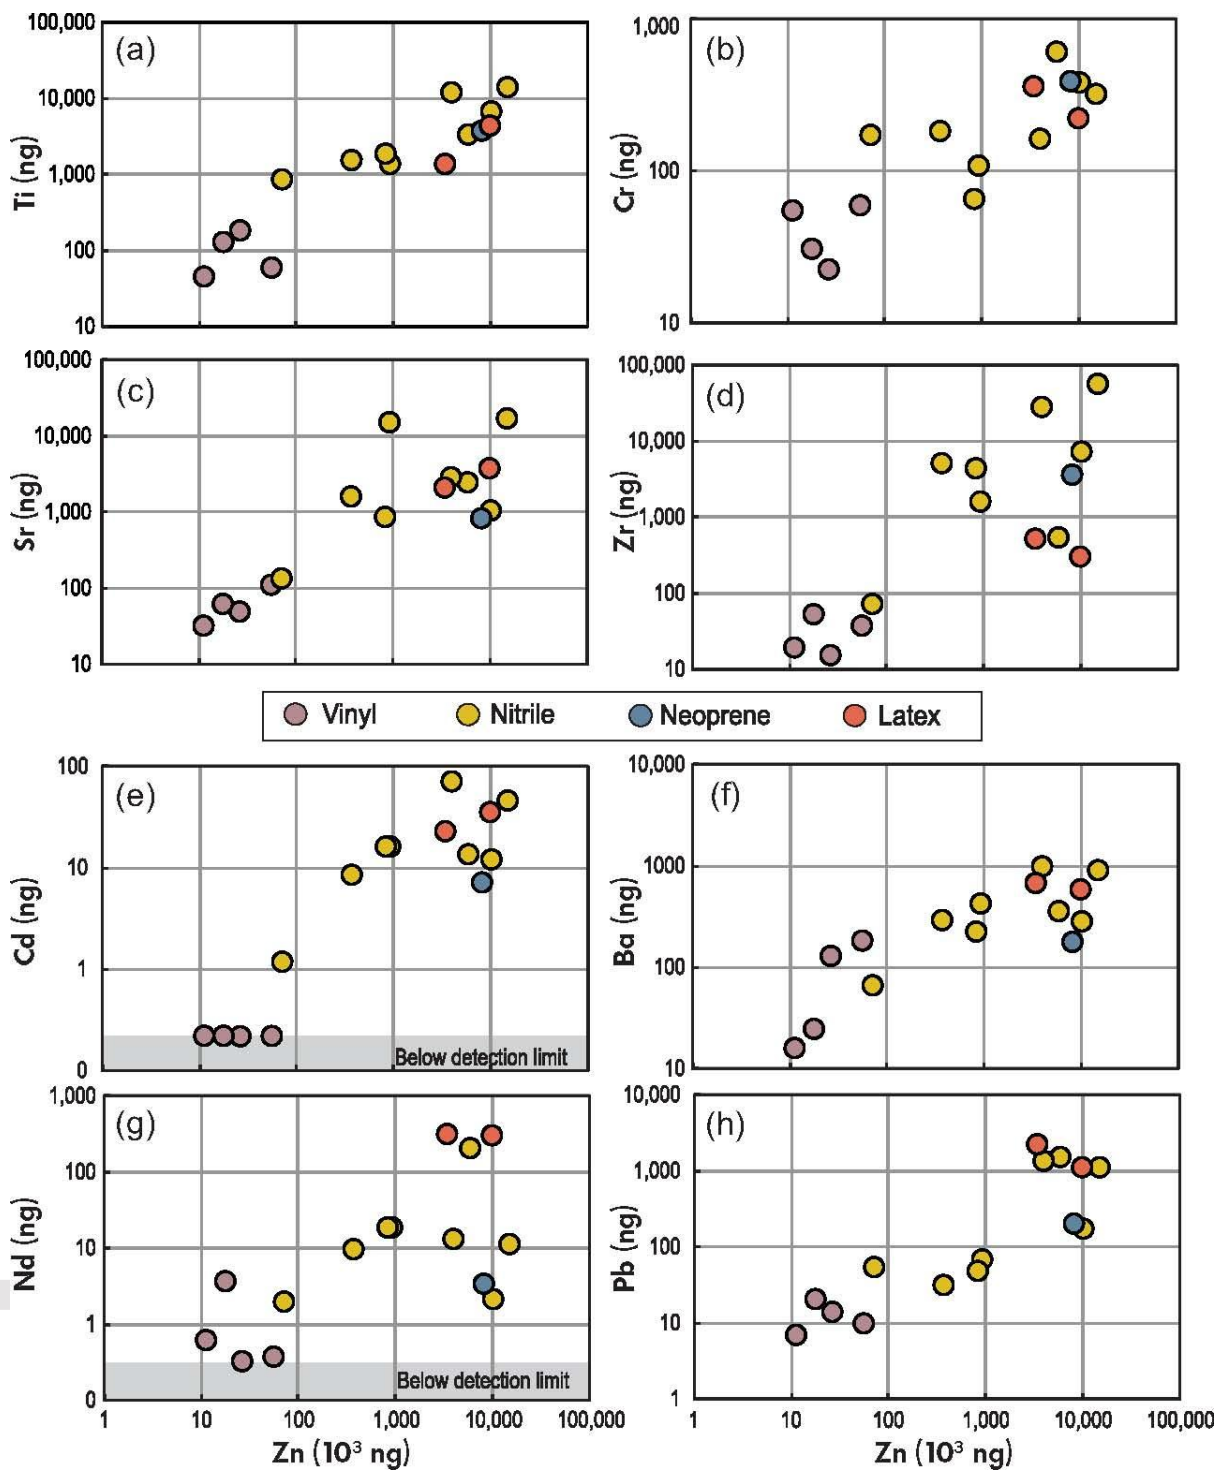 100,000
10,000
1,000
100
10
Ti (ng)
(a)
1,000
100
10
Cr (ng)
(b)
100,000
10,000
1,000
100
10
Sr (ng)
(c)
100,000
10,000
1,000
100
10
Zr (ng)
(d)
Vinyl Nitrile Neoprene Latex
100
10
1
0
Cd (ng)
(e)
Below detection limit
10,000
1000
100
10
Ba (ng)
(f)
1,000
100
10
1
0
Nd (ng)
(g)
Below detection limit
1 10 100 1,000 10,000 100,000
Zn (10³ ng)
10,000
1,000
100
10
1
Pb (ng)
(h)
1 10 100 1,000 10,000 100,000
Zn (10³ ng)